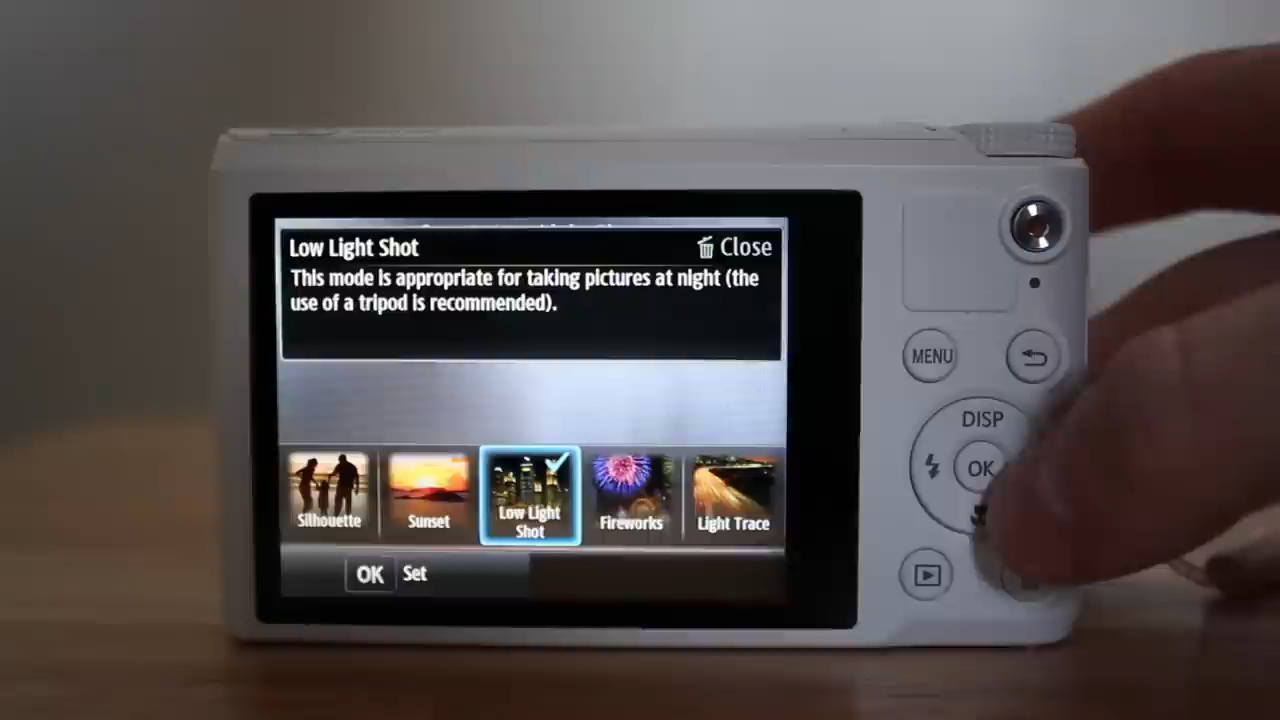 Low Light Shot
Close
This mode is appropriate for taking pictures at night (the
use of a tripod is recommended).
MENU
DISP
OK
Silhouette
Sunset
Low Light
Shot
Fireworks
Light Trace
OK Set